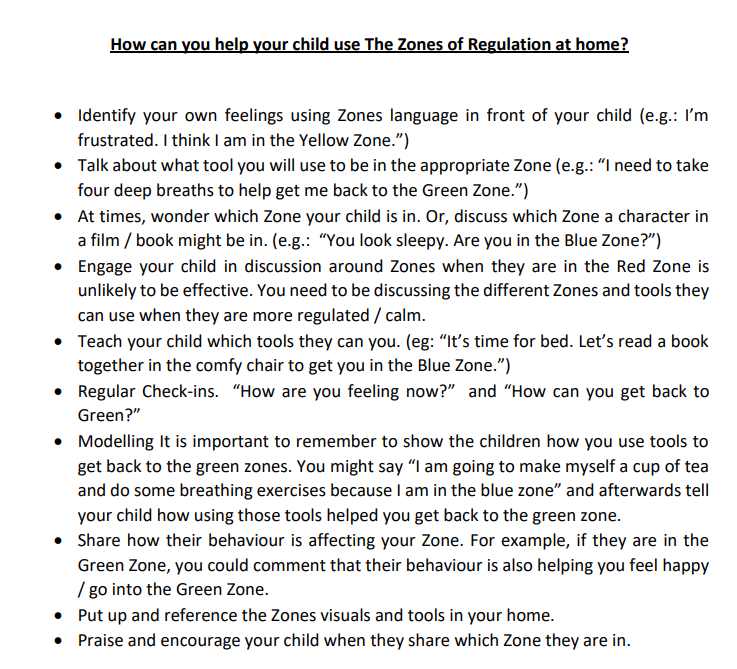 How can you help your child use The Zones of Regulation at home?
• Identify your own feelings using Zones language in front of your child (e.g.: I’m
frustrated. I think I am in the Yellow Zone.”)
• Talk about what tool you will use to be in the appropriate Zone (e.g.: “I need to take
four deep breaths to help get me back to the Green Zone.”)
• At times, wonder which Zone your child is in. Or, discuss which Zone a character in
a film / book might be in. (e.g.:  “You look sleepy. Are you in the Blue Zone?”)
• Engage your child in discussion around Zones when they are in the Red Zone is
unlikely to be effective. You need to be discussing the different Zones and tools they
can use when they are more regulated / calm.
• Teach your child which tools they can you. (eg: “It’s time for bed. Let’s read a book
together in the comfy chair to get you in the Blue Zone.”)
• Regular Check-ins.  “How are you feeling now?”  and “How can you get back to
Green?”
• Modelling It is important to remember to show the children how you use tools to
get back to the green zones. You might say “I am going to make myself a cup of tea
and do some breathing exercises because I am in the blue zone” and afterwards tell
your child how using those tools helped you get back to the green zone.
• Share how their behaviour is affecting your Zone. For example, if they are in the
Green Zone, you could comment that their behaviour is also helping you feel happy
/ go into the Green Zone.
• Put up and reference the Zones visuals and tools in your home.
• Praise and encourage your child when they share which Zone they are in.